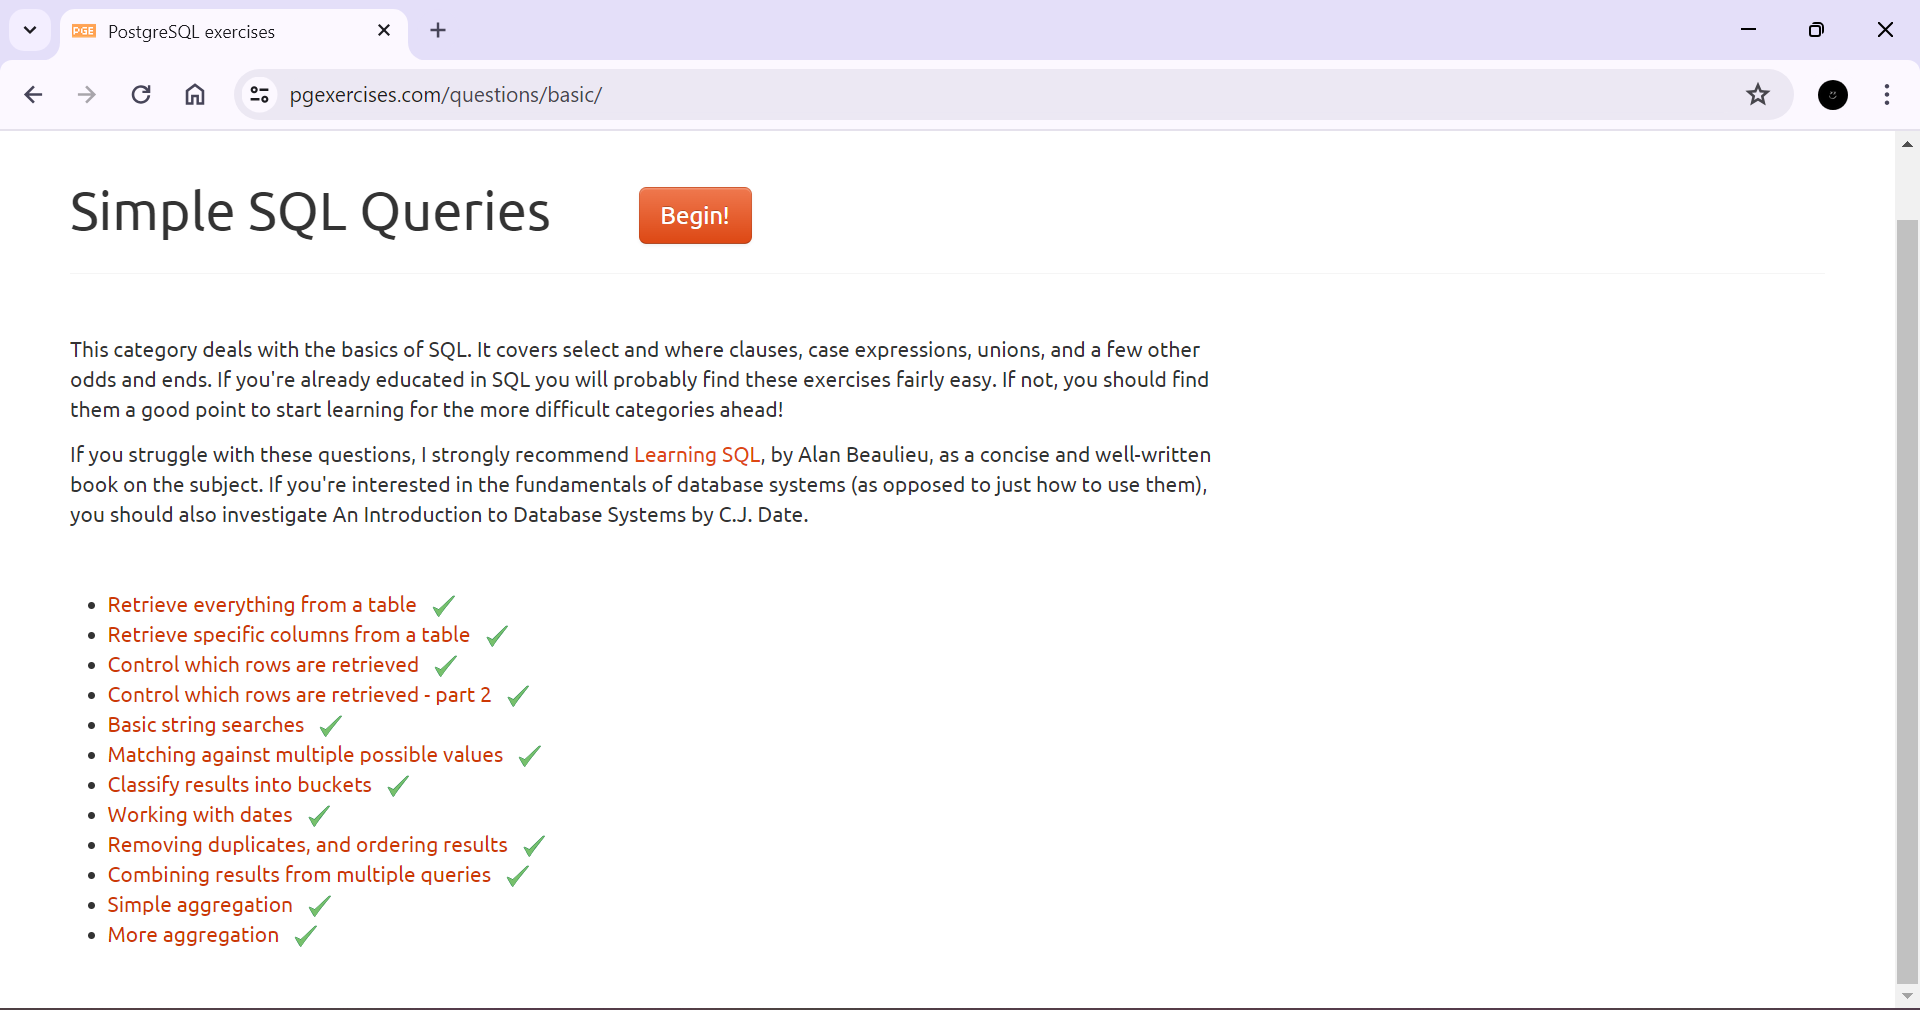 PGE PostgreSQL exercises
pgexercises.com/questions/basic/
Simple SQL Queries
Begin!
This category deals with the basics of SQL. It covers select and where clauses, case expressions, unions, and a few other
odds and ends. If you're already educated in SQL you will probably find these exercises fairly easy. If not, you should find
them a good point to start learning for the more difficult categories ahead!
If you struggle with these questions, I strongly recommend Learning SQL, by Alan Beaulieu, as a concise and well-written
book on the subject. If you're interested in the fundamentals of database systems (as opposed to just how to use them),
you should also investigate An Introduction to Database Systems by C.J. Date.
Retrieve everything from a table
Retrieve specific columns from a table
Control which rows are retrieved
Control which rows are retrieved - part 2
Basic string searches
Matching against multiple possible values
Classify results into buckets
Working with dates
Removing duplicates, and ordering results
Combining results from multiple queries
Simple aggregation
More aggregation